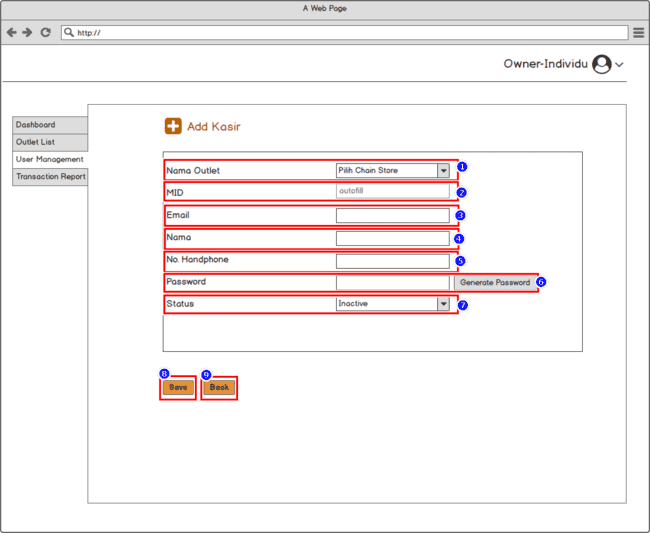 A Web Page
http://
Owner-Individu
Dashboard
Outlet List
User Management
Transaction Report
Add Kasir
Nama Outlet Pilih Chain Store 1
MID autofill 2
Email 3
Nama 4
No. Handphone 5
Password Generate Password 6
Status Inactive 7
8 9
Save Back